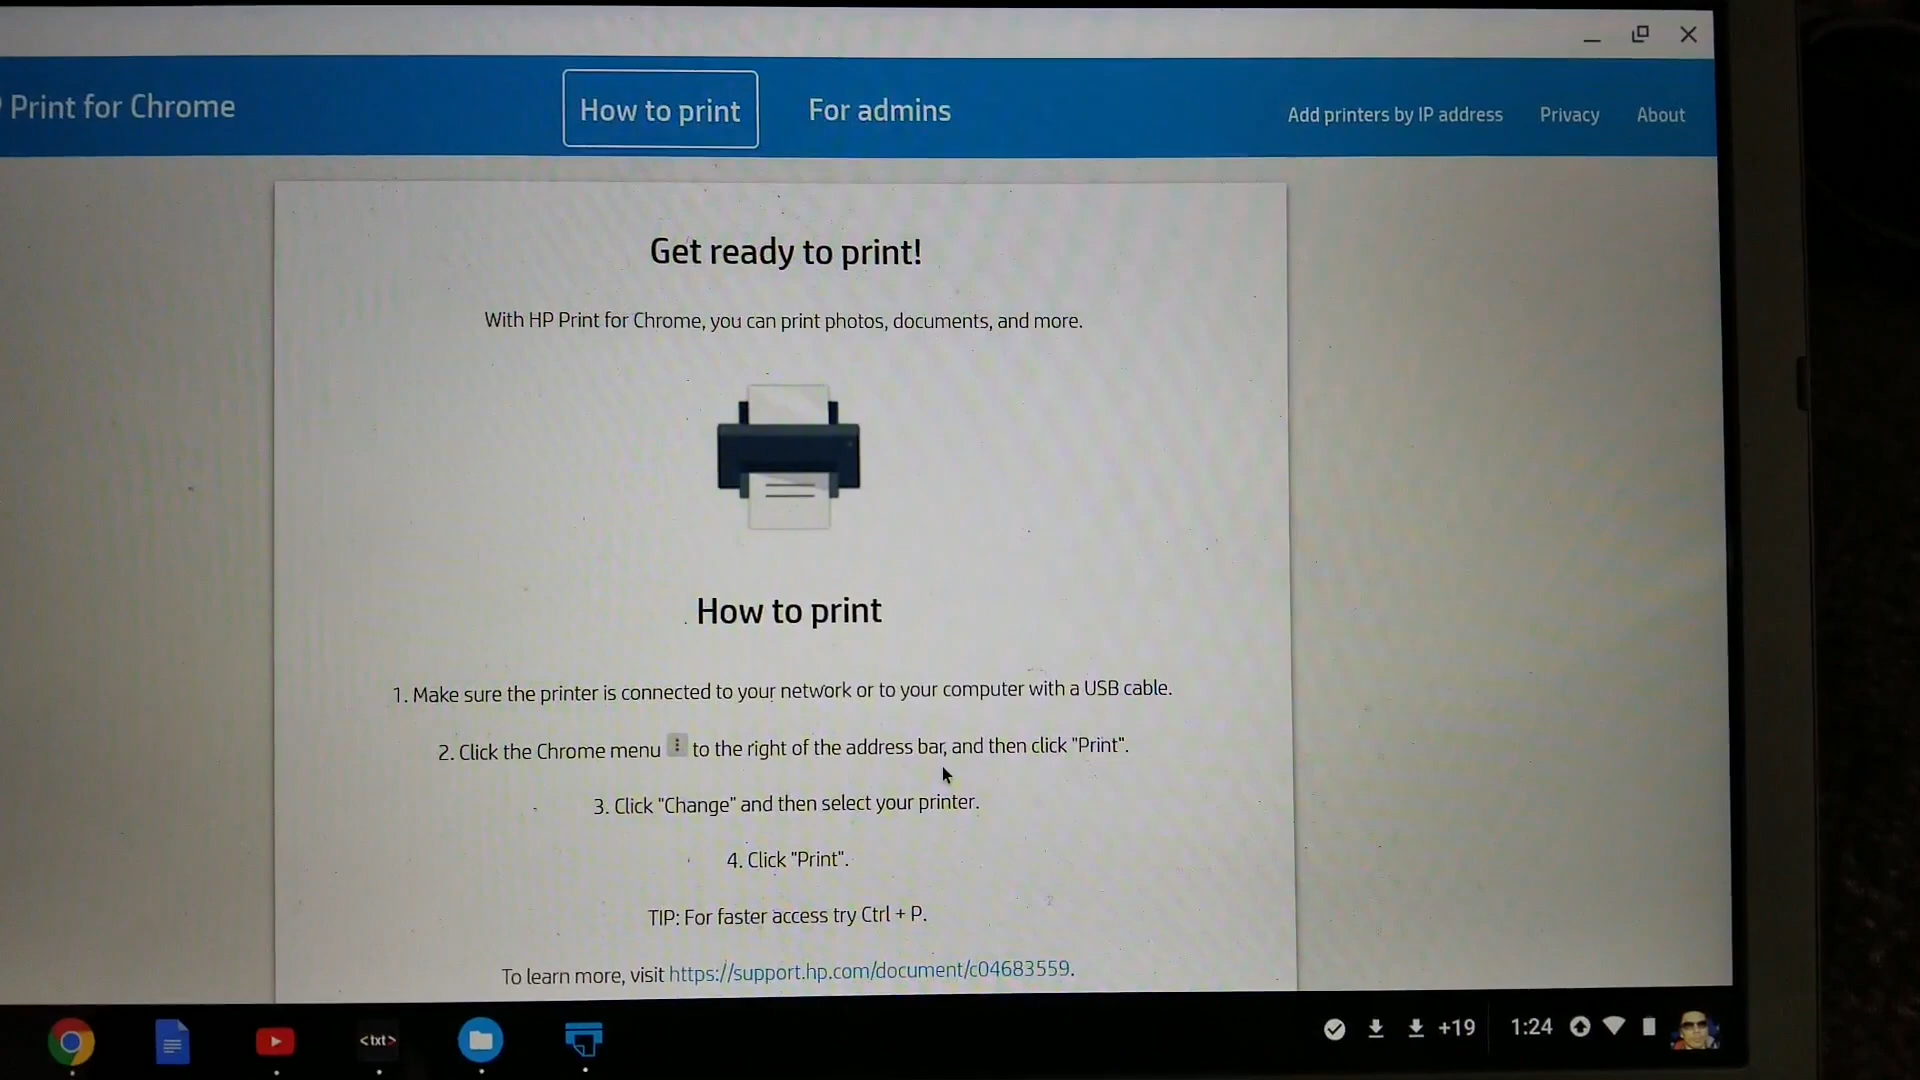 Print for Chrome
How to print
For admins
Add printers by IP address
Privacy
About
Get ready to print!
With HP Print for Chrome, you can print photos, documents, and more.
How to print
1. Make sure the printer is connected to your network or to your computer with a USB cable.
2. Click the Chrome menu to the right of the address bar, and then click "Print".
3. Click "Change" and then select your printer.
4. Click "Print".
TIP: For faster access try Ctrl + P.
To learn more, visit https://support.hp.com/document/c04683559.
<txt>
+19
1:24